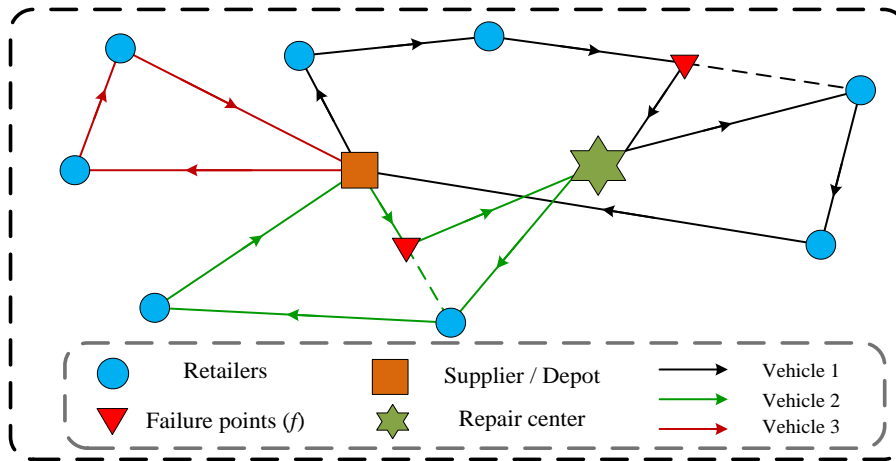 Retailers
Supplier / Depot
Vehicle 1
Vehicle 2
Failure points (f)
Repair center
Vehicle 3